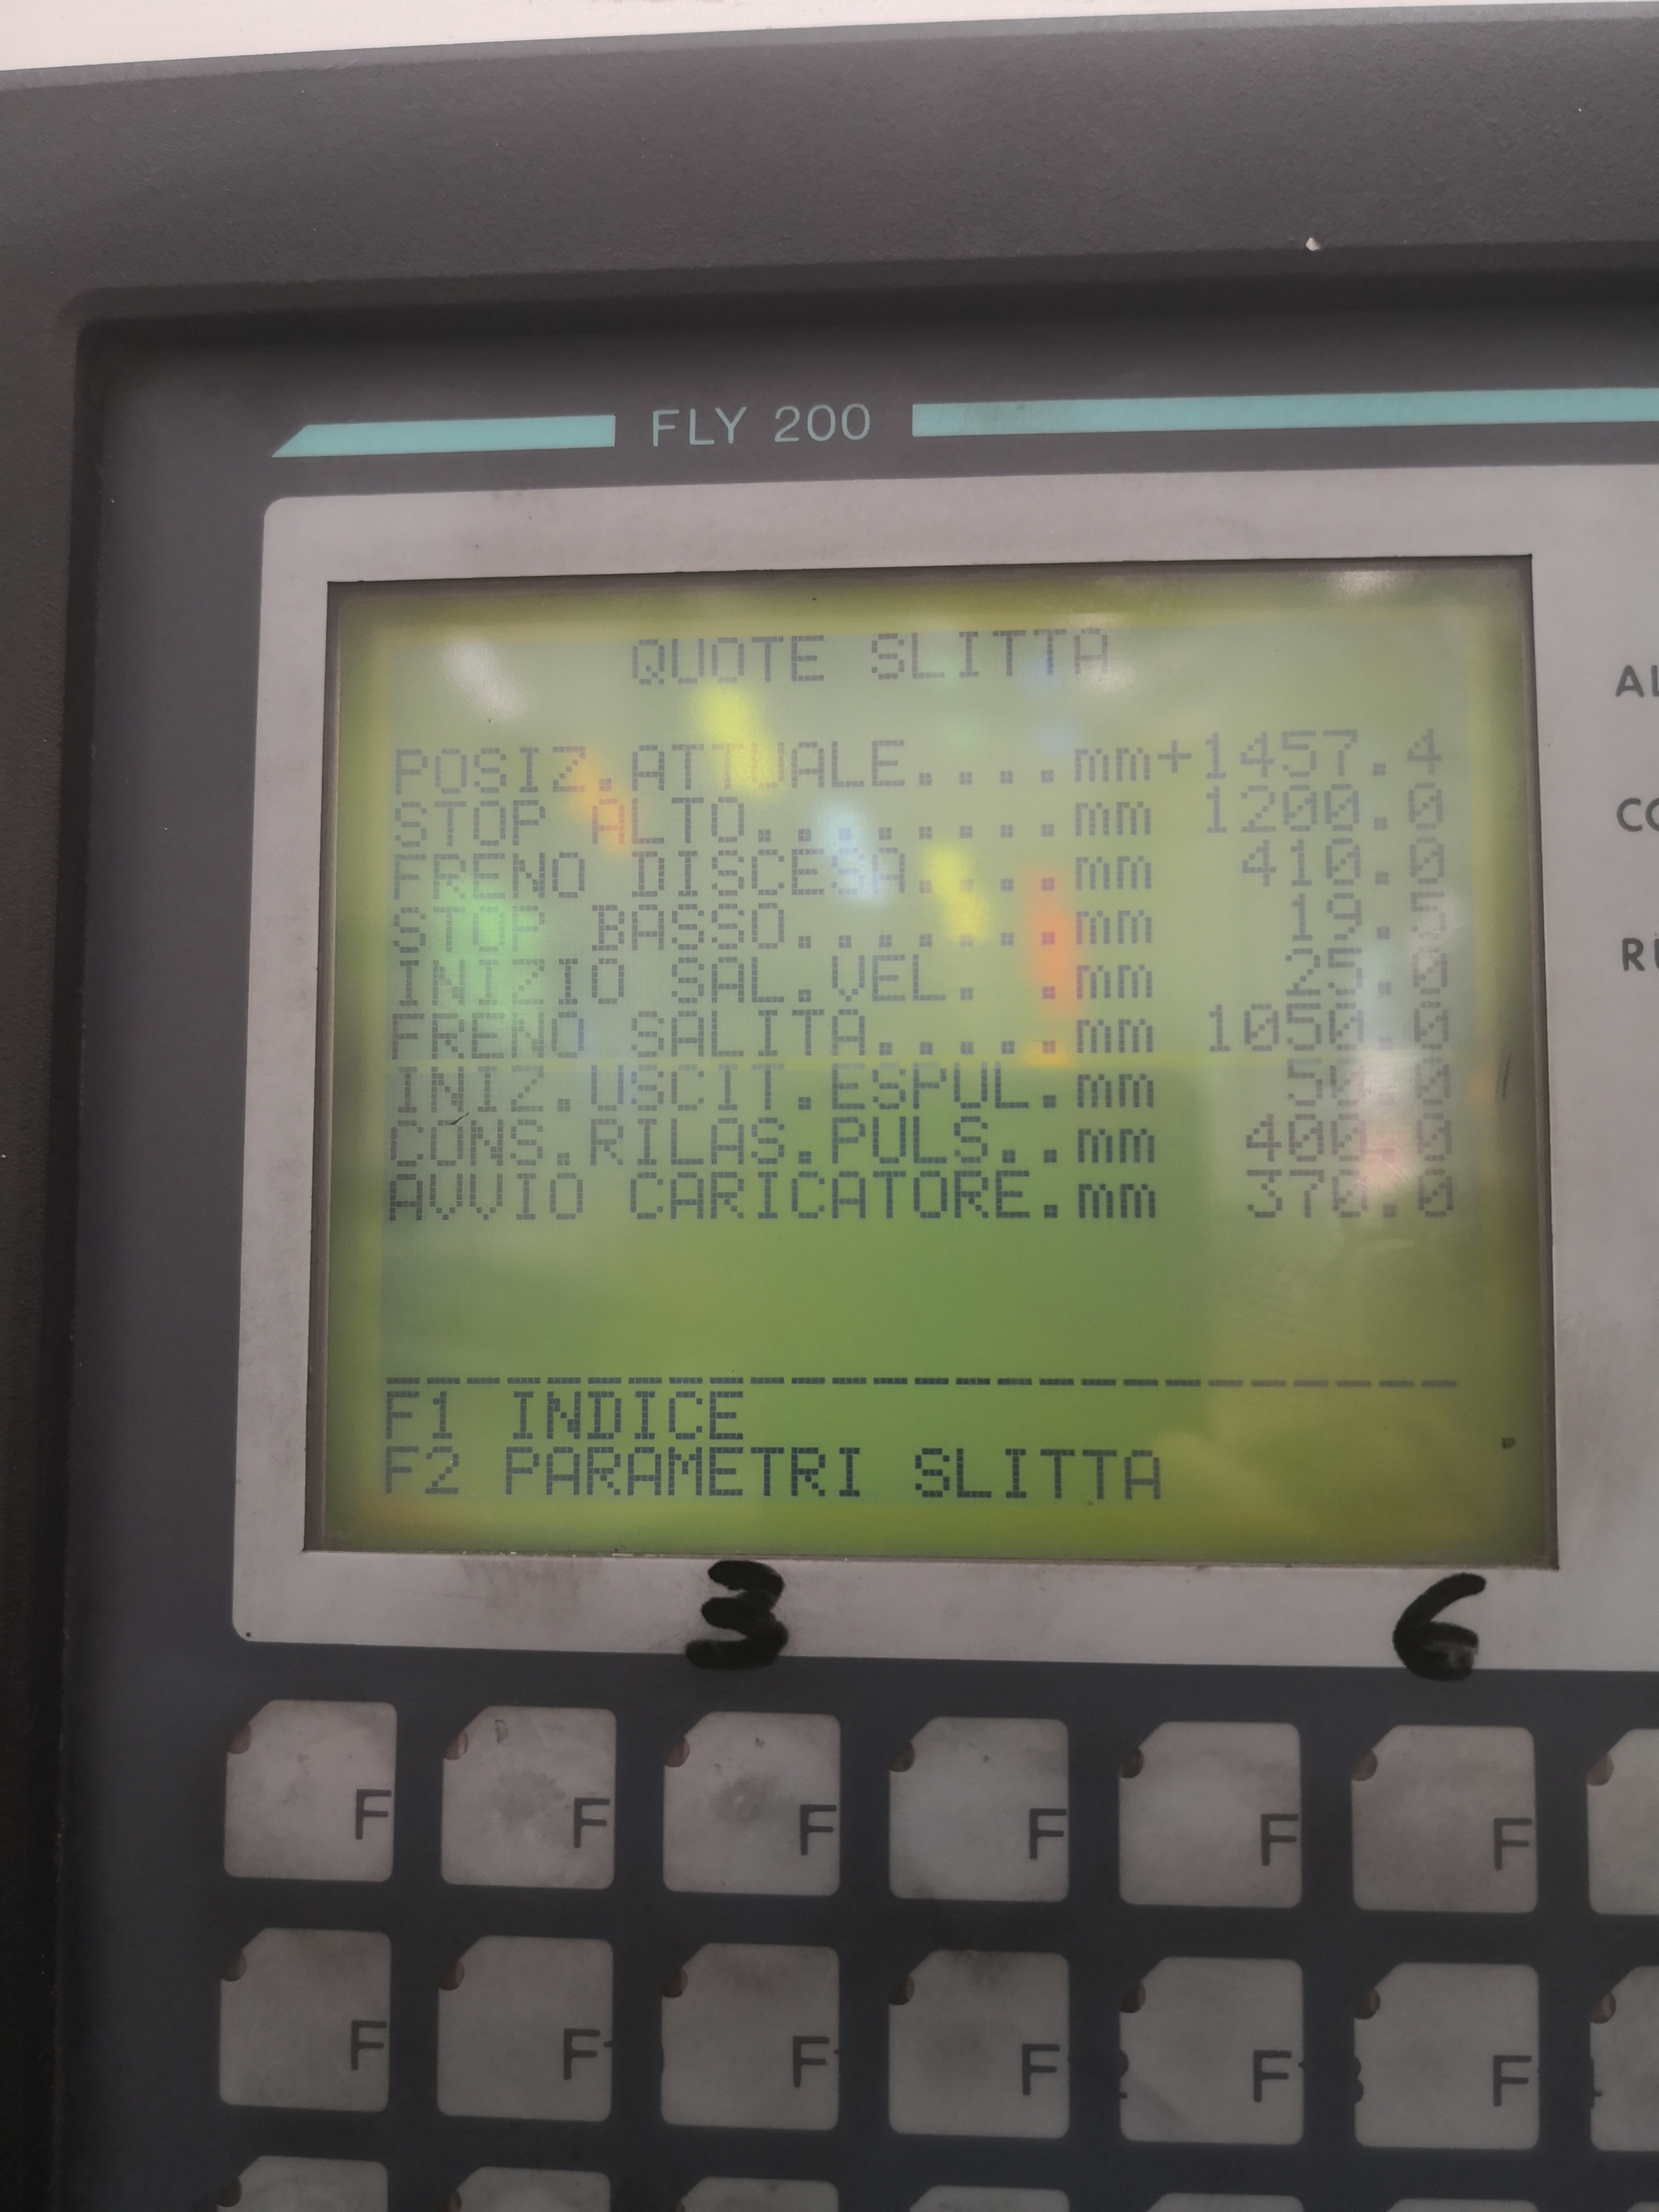 FLY 200
QUOTE SLITTA
POSIZ.ATTUALE....mm+1457.4
STOP ALTO........mm 1200.0
FRENO DISCESA....mm 410.0
STOP BASSO.......mm 19.5
INIZIO SAL.VEL. .mm 25.0
FRENO SALITA.....mm 1050.0
INIZ.USCIT.ESPUL.mm 50.0
CONS.RILAS.PULS..mm 400.0
AVVIO CARICATORE.mm 370.0
F1 INDICE
F2 PARAMETRI SLITTA
3 6
F F F F F F
F F F F F F